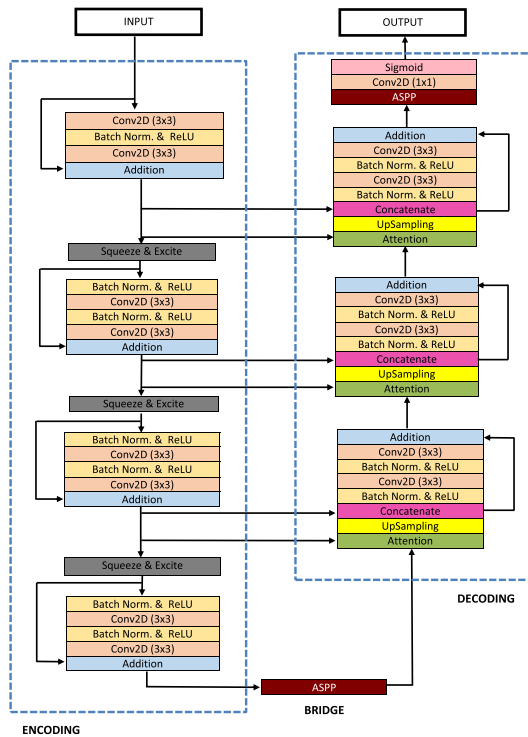 INPUT
Conv2D (3x3)
Batch Norm. & ReLU
Conv2D (3x3)
Addition
Squeeze & Excite
Batch Norm. & ReLU
Conv2D (3x3)
Batch Norm. & ReLU
Conv2D (3x3)
Addition
Squeeze & Excite
Batch Norm. & ReLU
Conv2D (3x3)
Batch Norm. & ReLU
Conv2D (3x3)
Addition
Squeeze & Excite
Batch Norm. & ReLU
Conv2D (3x3)
Batch Norm. & ReLU
Conv2D (3x3)
Addition
ENCODING
ASPP
BRIDGE
OUTPUT
Sigmoid
Conv2D (1x1)
ASPP
Addition
Conv2D (3x3)
Batch Norm. & ReLU
Conv2D (3x3)
Batch Norm. & ReLU
Concatenate
UpSampling
Attention
Addition
Conv2D (3x3)
Batch Norm. & ReLU
Conv2D (3x3)
Batch Norm. & ReLU
Concatenate
UpSampling
Attention
Addition
Conv2D (3x3)
Batch Norm. & ReLU
Conv2D (3x3)
Batch Norm. & ReLU
Concatenate
UpSampling
Attention
DECODING